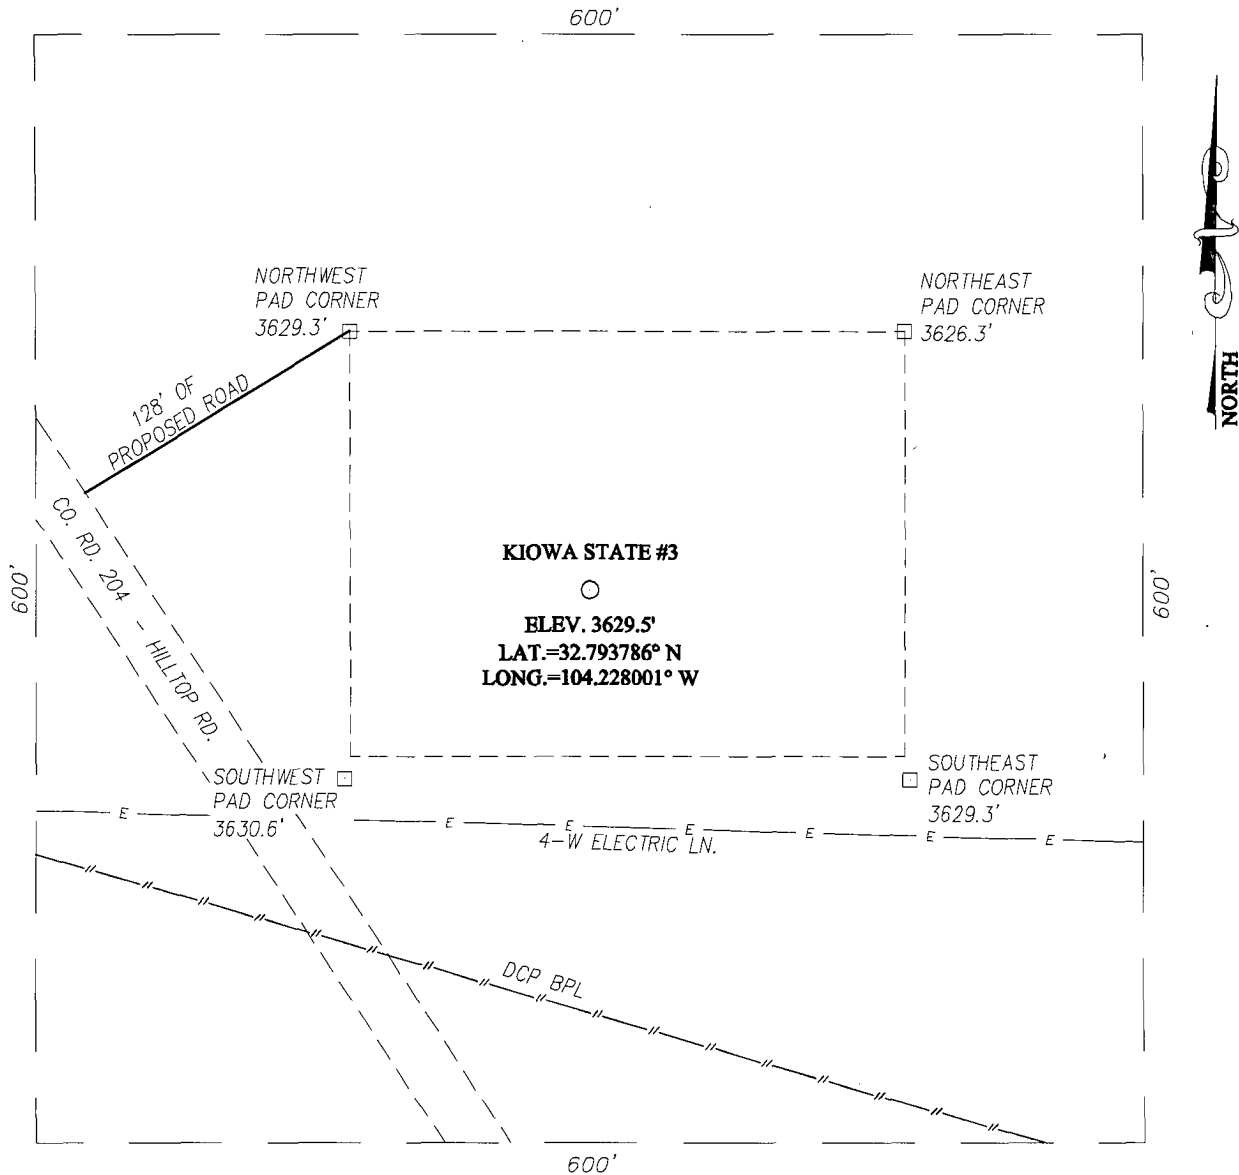 600'
NORTHWEST
PAD CORNER
3629.3'
NORTHEAST
PAD CORNER
3626.3'
NORTH
128' OF
PROPOSED ROAD
CO. RD. 204 - HILLTOP RD.
600'
600'
KIOWA STATE #3
ELEV. 3629.5'
LAT.=32.793786° N
LONG.=104.228001° W
SOUTHWEST
PAD CORNER
3630.6'
SOUTHEAST
PAD CORNER
3629.3'
E E E E E E E
4-W ELECTRIC LN.
DCP BPL
600'